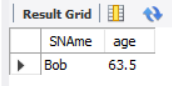 Result Grid
SNAme age
Bob 63.5